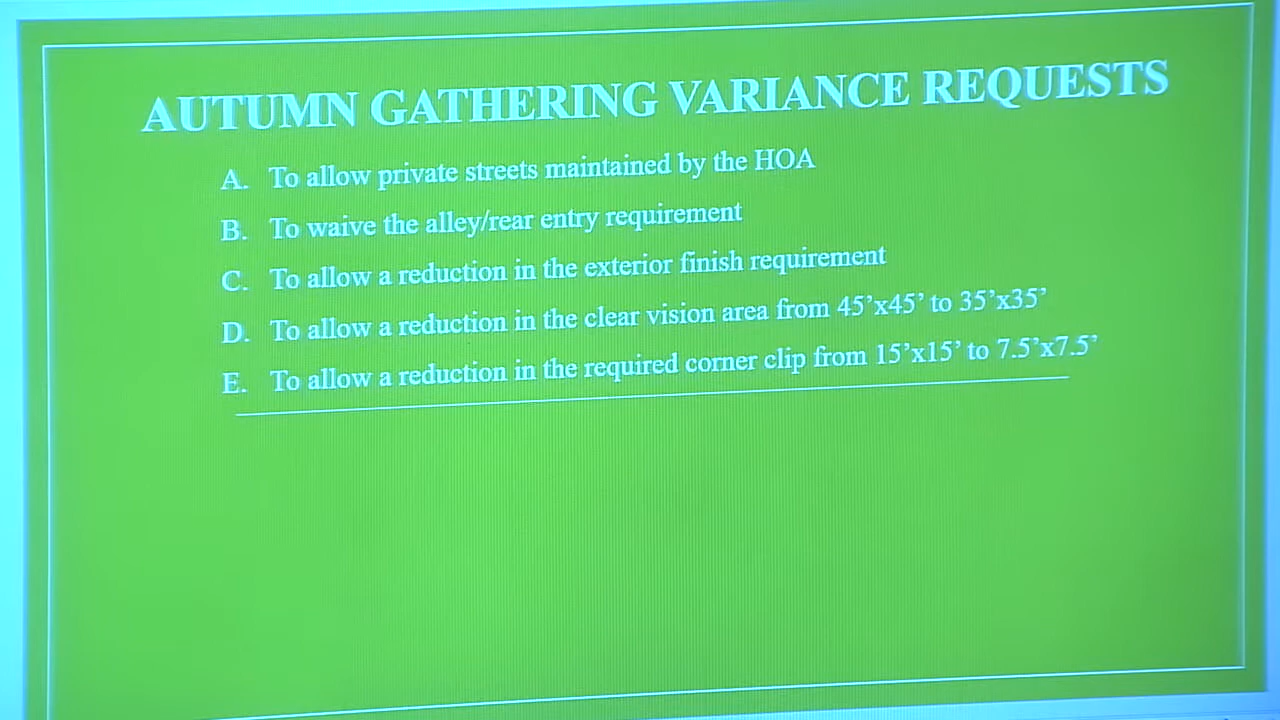 AUTUMN GATHERING VARIANCE REQUESTS
A. To allow private streets maintained by the HOA
B. To waive the alley/rear entry requirement
C. To allow a reduction in the exterior finish requirement
D. To allow a reduction in the clear vision area from 45’x45’ to 35’x35’
E. To allow a reduction in the required corner clip from 15’x15’ to 7.5’x7.5’